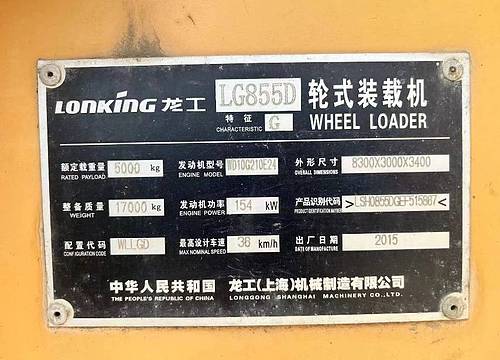 LONKING 龙工 LG855D 轮式装载机
特征 G
CHARACTERISTIC WHEEL LOADER
额定载重量 5000 kg 发动机型号 WD10G210E24 外形尺寸 8300X3000X3400
RATED PAYLOAD ENGINE MODEL OVERALL DIMENSIONS
整备质量 17000 kg 发动机功率 154 kW 产品识别代码 >LSH0855DGEF515867<
WEIGHT ENGINE POWER PRODUCT IDENTIFICATION NUMBER
配置代码 WLLGD 最高设计车速 36 km/h 出厂日期 2015
CONFIGURATION CODE MAX NOMINAL SPEED DATE OF MANUFACTURE
中华人民共和国 龙工(上海)机械制造有限公司
THE PEOPLE'S REPUBLIC OF CHINA LONGGONG SHANGHAI MACHINERY CO.,LTD.